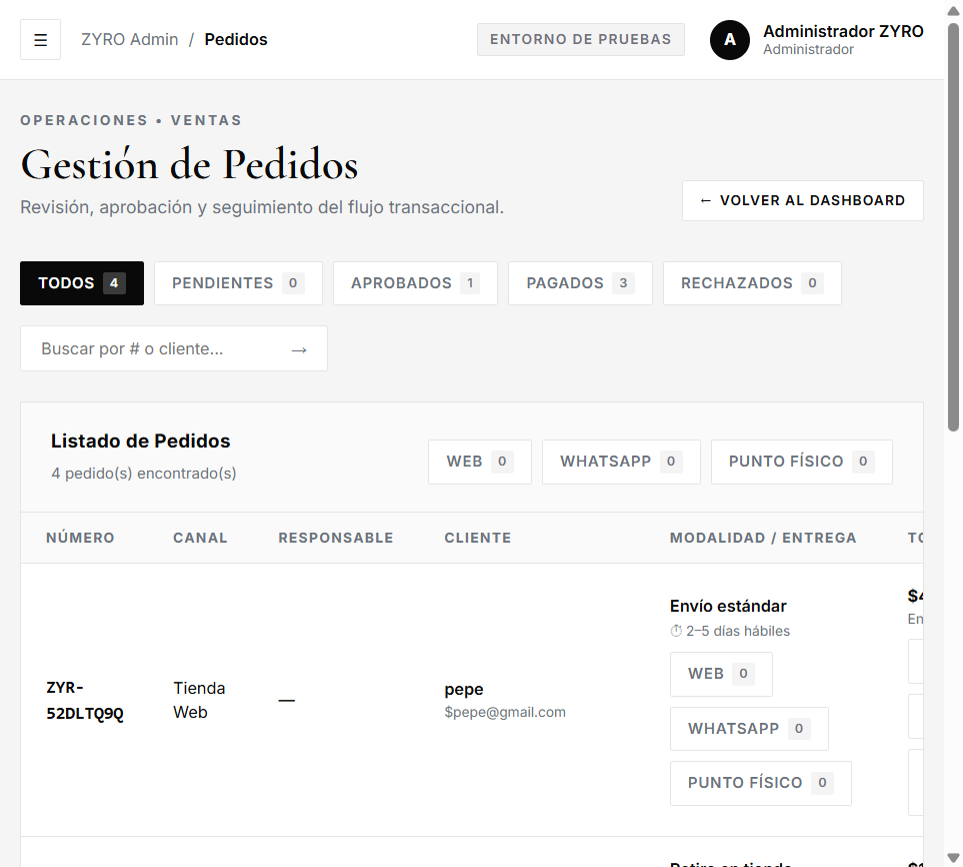 ☰ ZYRO Admin / Pedidos ENTORNO DE PRUEBAS A Administrador ZYRO
Administrador
OPERACIONES • VENTAS
Gestión de Pedidos
Revisión, aprobación y seguimiento del flujo transaccional.
← VOLVER AL DASHBOARD
TODOS 4 PENDIENTES 0 APROBADOS 1 PAGADOS 3 RECHAZADOS 0
Buscar por # o cliente... →
Listado de Pedidos
4 pedido(s) encontrado(s)
WEB 0 WHATSAPP 0 PUNTO FÍSICO 0
NÚMERO CANAL RESPONSABLE CLIENTE MODALIDAD / ENTREGA
ZYR-
52DLTQ9Q
Tienda
Web
—
pepe
$pepe@gmail.com
Envío estándar
⏱ 2–5 días hábiles
WEB 0
WHATSAPP 0
PUNTO FÍSICO 0